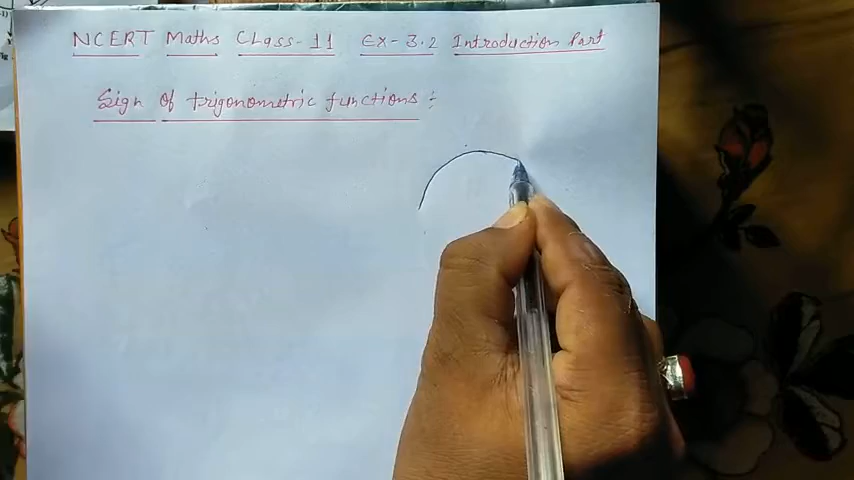 NCERT Maths Class-11 Ex-3.2 Introduction Part
Sign of trigonometric functions :